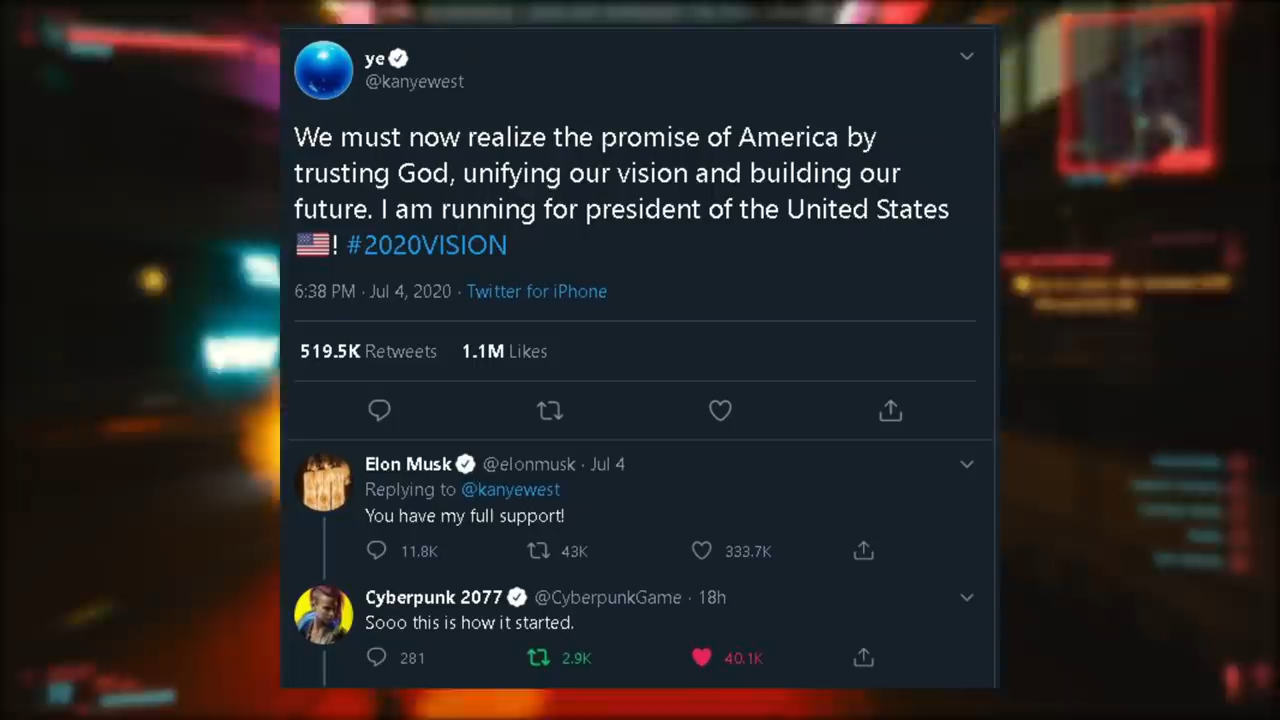 ye
@kanyewest
We must now realize the promise of America by
trusting God, unifying our vision and building our
future. I am running for president of the United States
🇺🇸! #2020VISION
6:38 PM · Jul 4, 2020 · Twitter for iPhone
519.5K Retweets 1.1M Likes
Elon Musk @elonmusk · Jul 4
Replying to @kanyewest
You have my full support!
11.8K 43K 333.7K
Cyberpunk 2077 @CyberpunkGame · 18h
Sooo this is how it started.
281 2.9K 40.1K